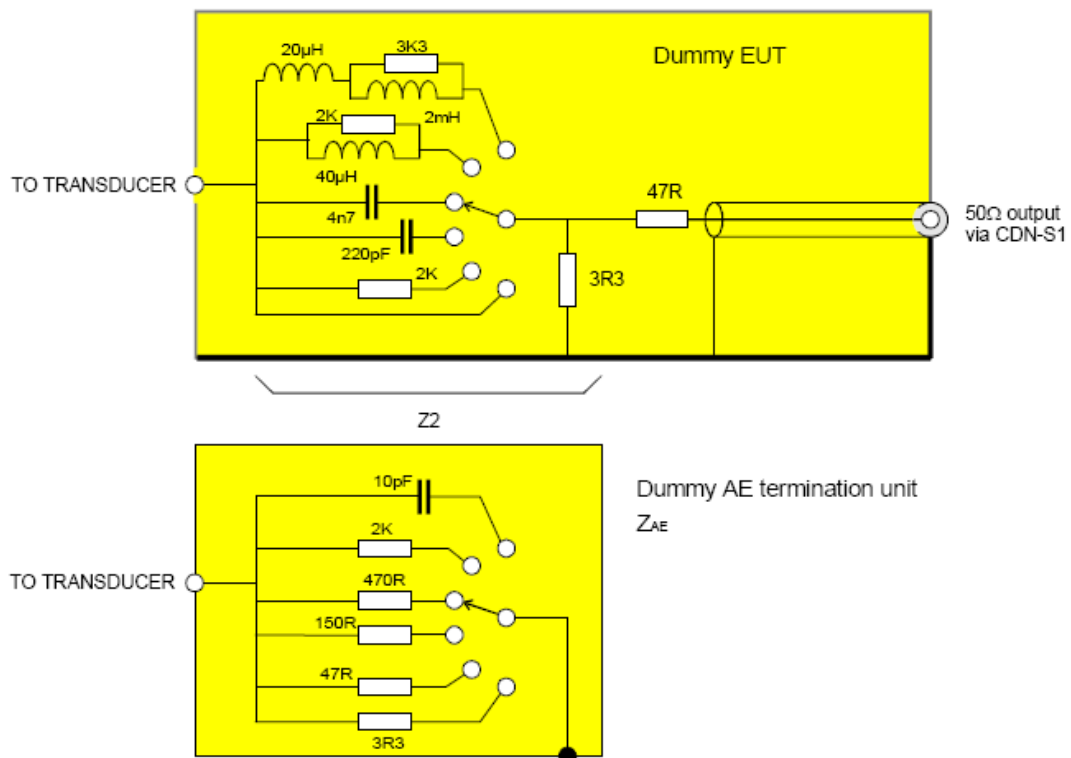 20µH
3K3
Dummy EUT
2K
2mH
TO TRANSDUCER
40µH
47R
4n7
50Ω output
via CDN-S1
220pF
2K
3R3
Z2
10pF
Dummy AE termination unit
ZAE
2K
TO TRANSDUCER
470R
150R
47R
3R3